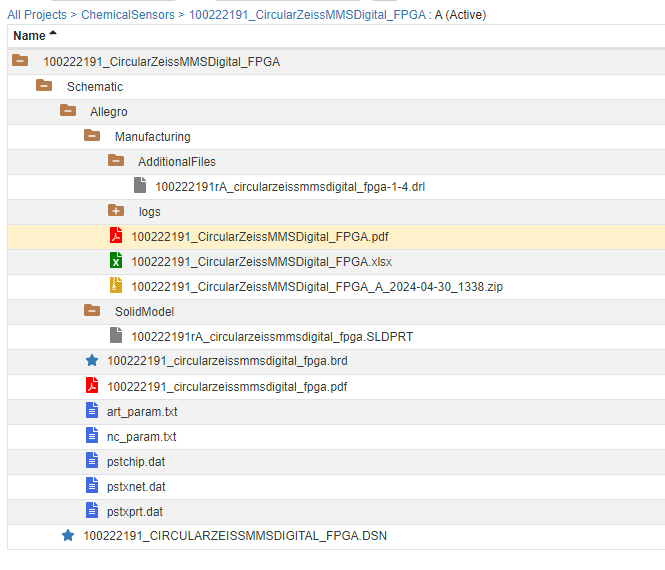 All Projects > ChemicalSensors > 100222191_CircularZeissMMSDigital_FPGA : A (Active)
Name
100222191_CircularZeissMMSDigital_FPGA
Schematic
Allegro
Manufacturing
AdditionalFiles
100222191rA_circularzeissmmsdigital_fpga-1-4.drl
logs
100222191_CircularZeissMMSDigital_FPGA.pdf
100222191_CircularZeissMMSDigital_FPGA.xlsx
100222191_CircularZeissMMSDigital_FPGA_A_2024-04-30_1338.zip
SolidModel
100222191rA_circularzeissmmsdigital_fpga.SLDPRT
100222191_circularzeissmmsdigital_fpga.brd
100222191_circularzeissmmsdigital_fpga.pdf
art_param.txt
nc_param.txt
pstchip.dat
pstxnet.dat
pstxprt.dat
100222191_CIRCULARZEISSMMSDIGITAL_FPGA.DSN